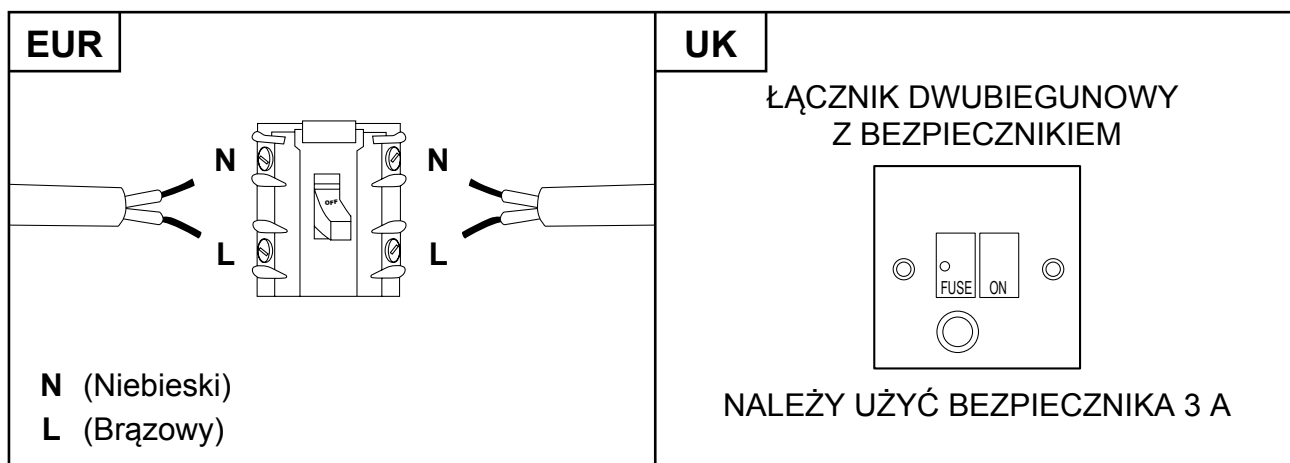 EUR
N
N
OFF
L
L
N (Niebieski)
L (Brązowy)
UK
ŁĄCZNIK DWUBIEGUNOWY
Z BEZPIECZNIKIEM
FUSE ON
NALEŻY UŻYĆ BEZPIECZNIKA 3 A